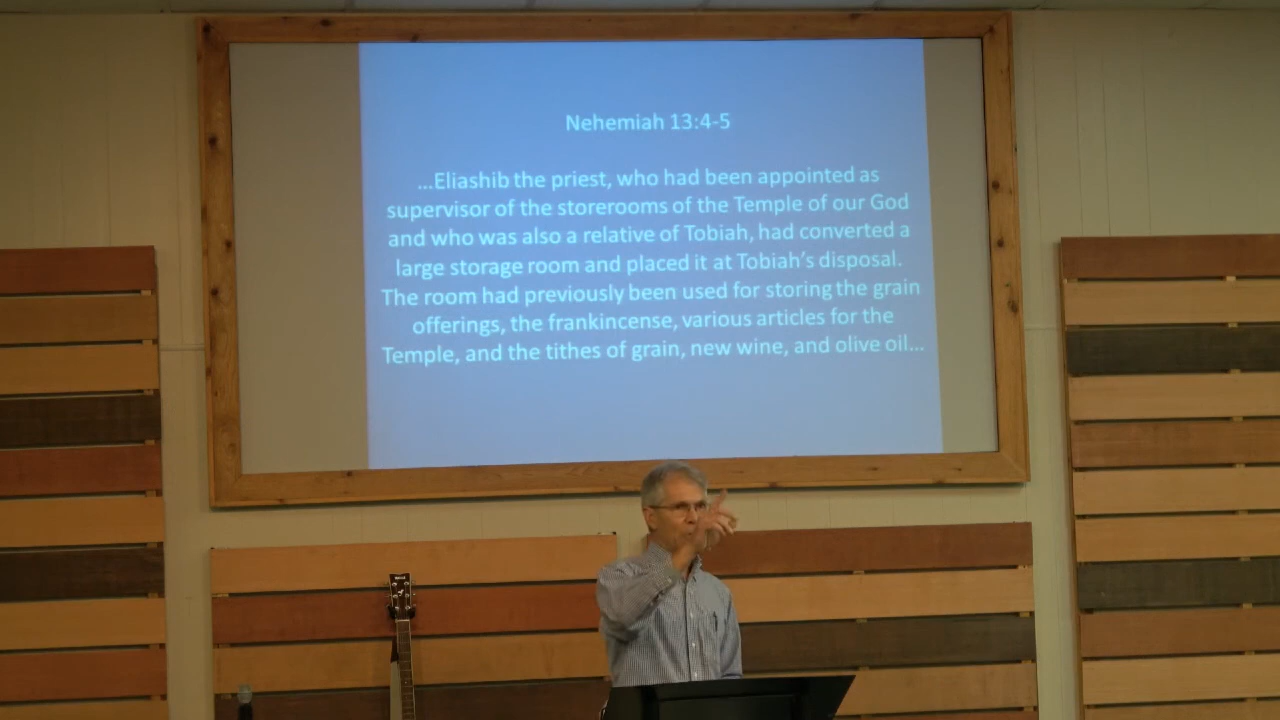 Nehemiah 13:4-5
...Eliashib the priest, who had been appointed as
supervisor of the storerooms of the Temple of our God
and who was also a relative of Tobiah, had converted a
large storage room and placed it at Tobiah's disposal.
The room had previously been used for storing the grain
offerings, the frankincense, various articles for the
Temple, and the tithes of grain, new wine, and olive oil...